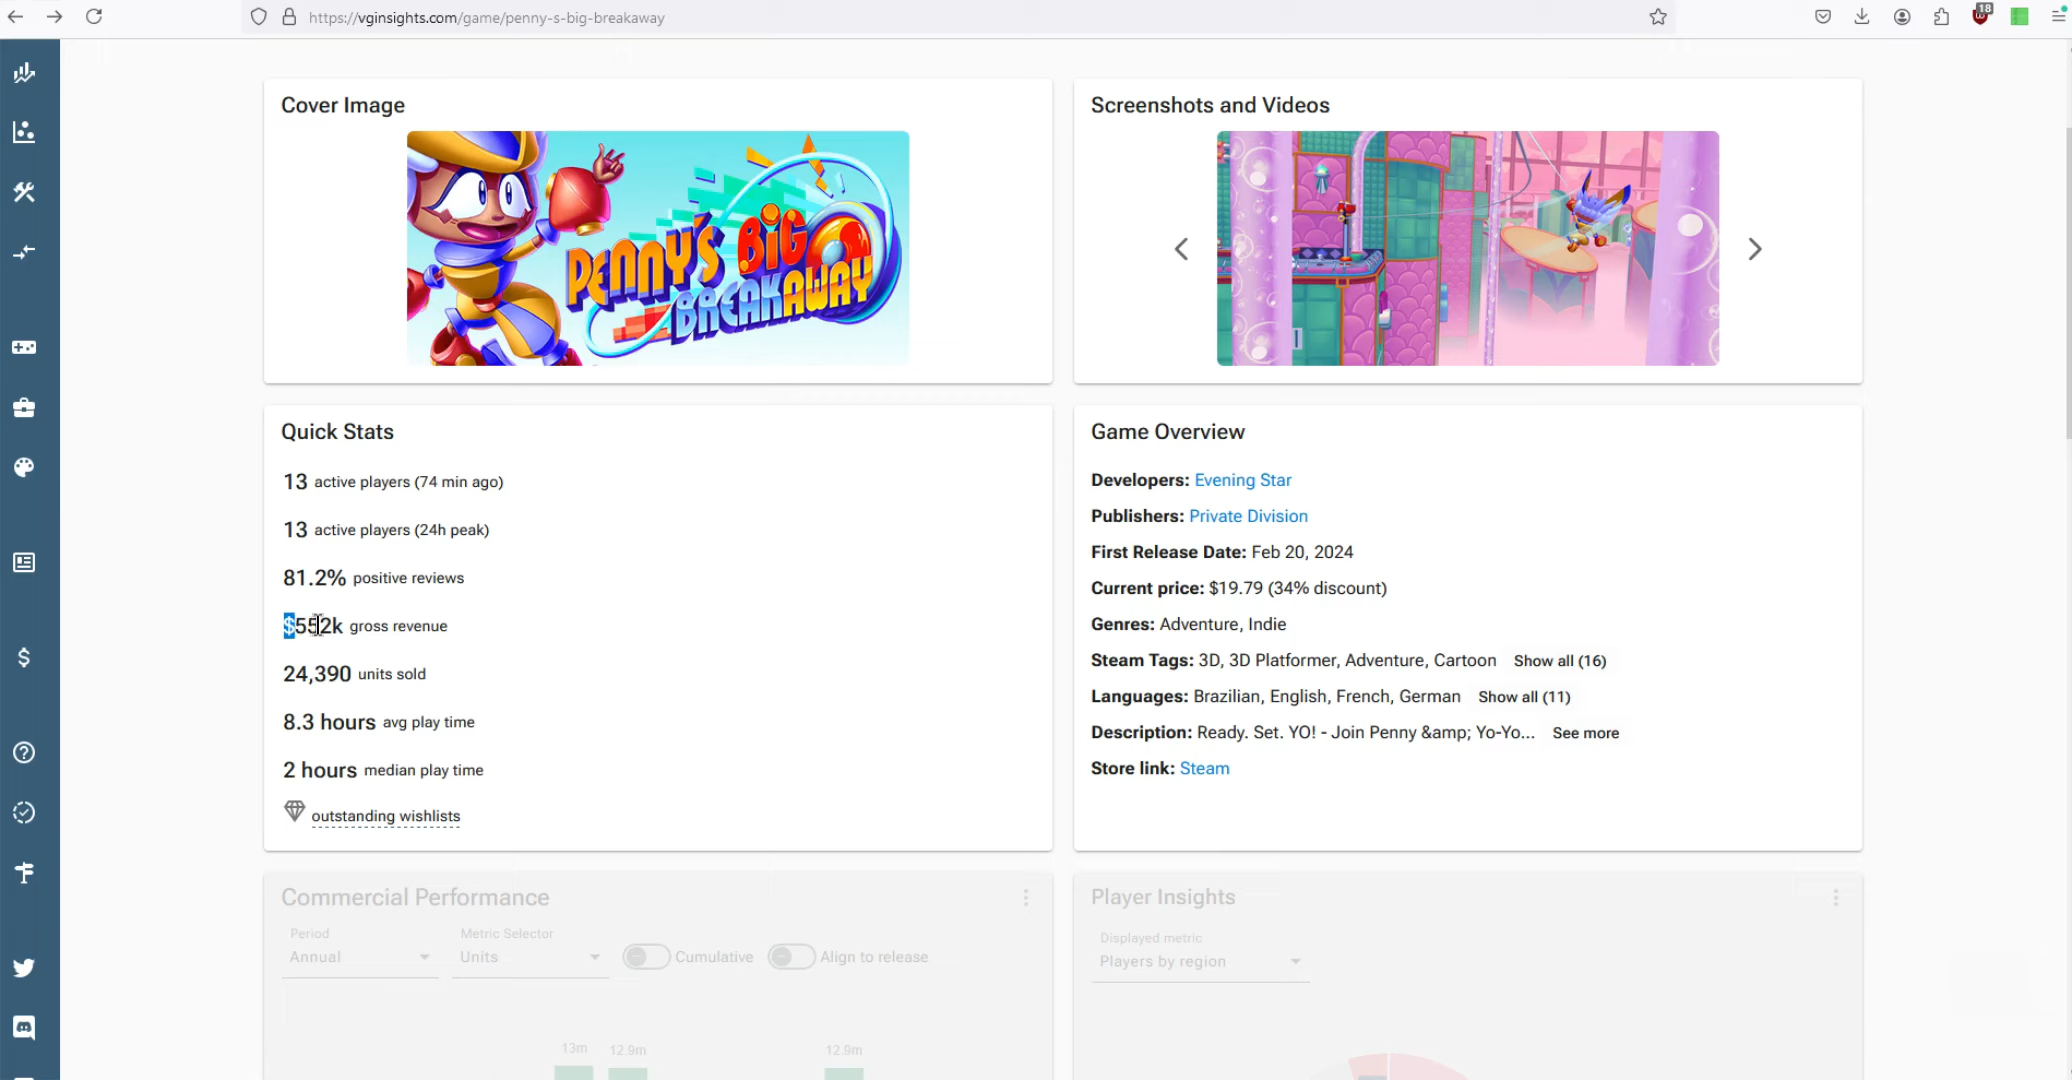 https://vginsights.com/game/penny-s-big-breakaway
18
Cover Image
PENNY'S BIG
BREAKAWAY
Screenshots and Videos
Quick Stats
13 active players (74 min ago)
13 active players (24h peak)
81.2% positive reviews
$552k gross revenue
24,390 units sold
8.3 hours avg play time
2 hours median play time
outstanding wishlists
Game Overview
Developers: Evening Star
Publishers: Private Division
First Release Date: Feb 20, 2024
Current price: $19.79 (34% discount)
Genres: Adventure, Indie
Steam Tags: 3D, 3D Platformer, Adventure, Cartoon Show all (16)
Languages: Brazilian, English, French, German Show all (11)
Description: Ready. Set. YO! - Join Penny &amp; Yo-Yo... See more
Store link: Steam
Commercial Performance
Period
Annual
Metric Selector
Units
Cumulative
Align to release
13m
12.9m
12.9m
Player Insights
Displayed metric
Players by region